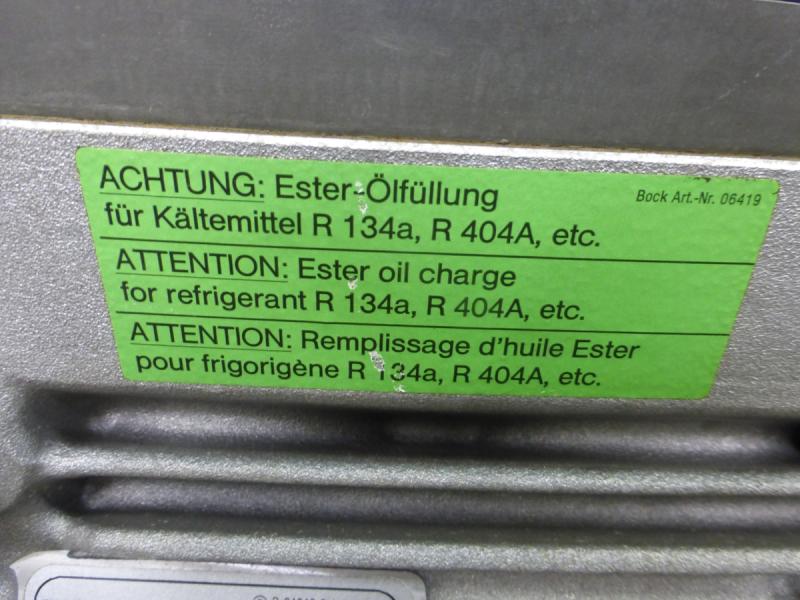 ACHTUNG: Ester-Ölfüllung
Bock Art.-Nr. 06419
für Kältemittel R 134a, R 404A, etc.
ATTENTION: Ester oil charge
for refrigerant R 134a, R 404A, etc.
ATTENTION: Remplissage d'huile Ester
pour frigorigène R 134a, R 404A, etc.